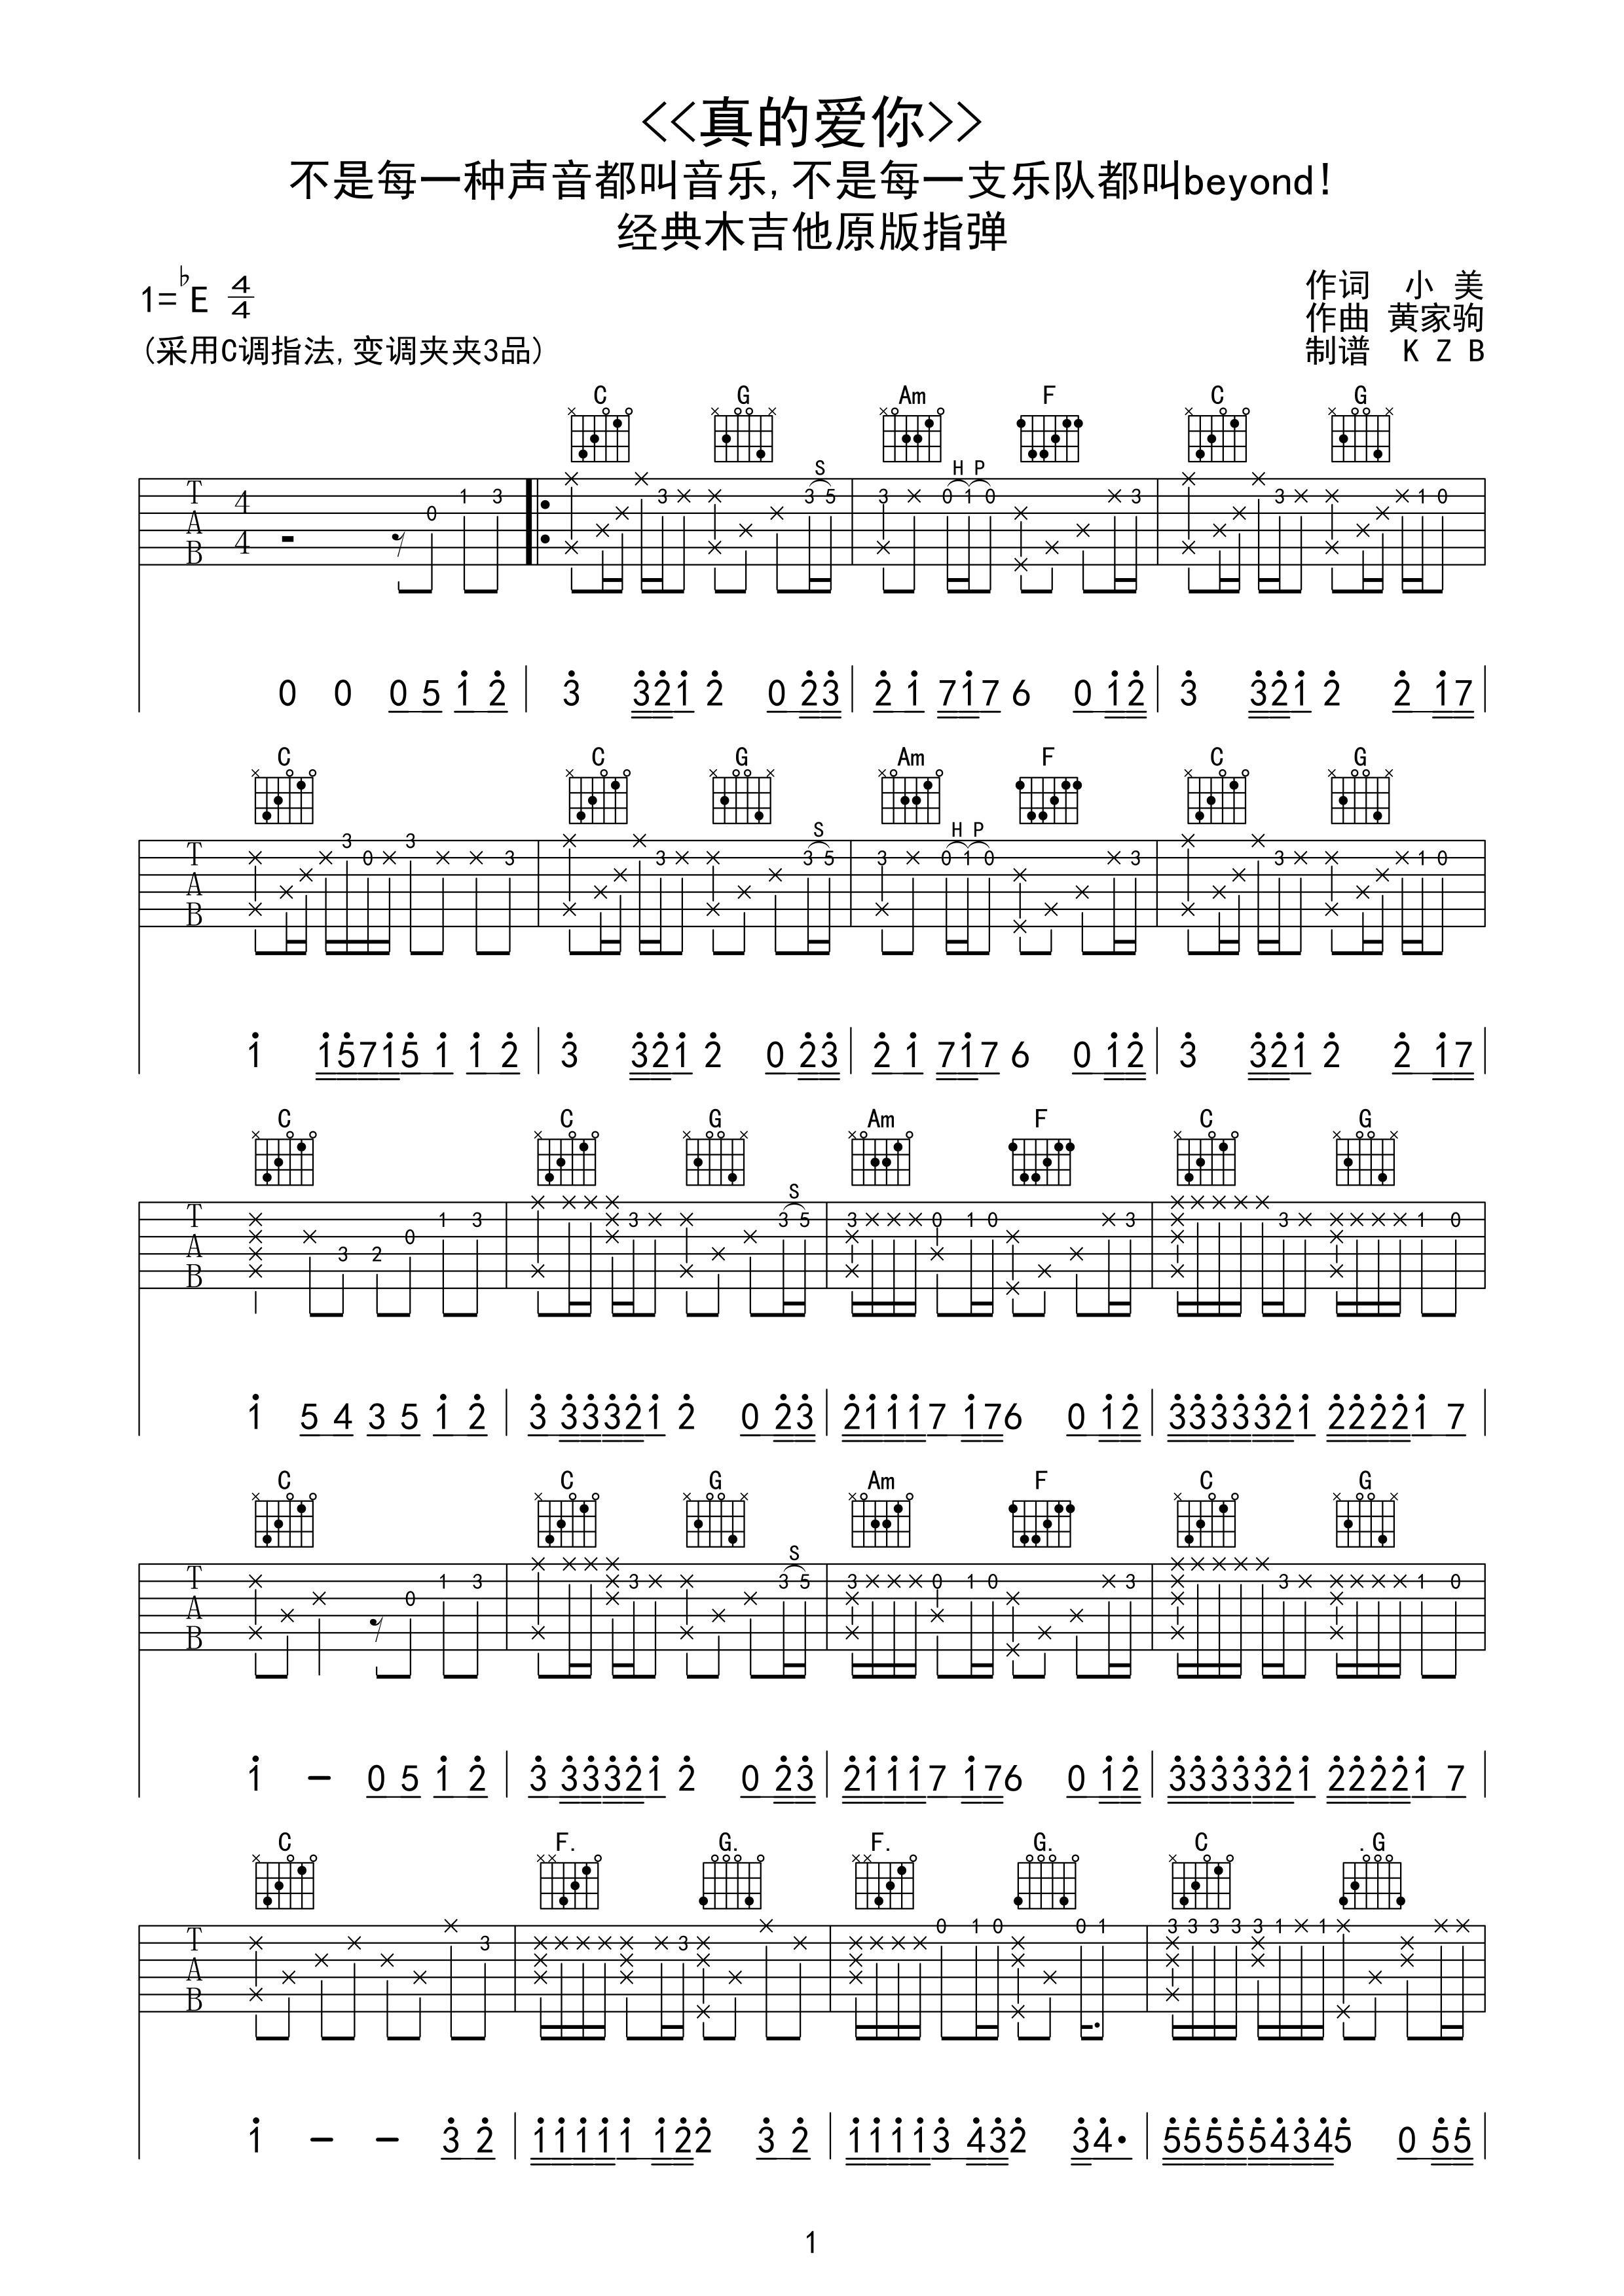 <<真的爱你>>
不是每一种声音都叫音乐,不是每一支乐队都叫beyond!
经典木吉他原版指弹
1=♭E 4/4
作词 小 美
作曲 黄家驹
(采用C调指法,变调夹夹3品)
制谱 K Z B
C G Am F C G
S H P
T A B 4 4 0 1 3 3 3 5 3 0 1 0 3 3 1 0
0 0 0 5 1̇ 2̇ | 3̇ 3̇2̇1̇ 2̇ 0 2̇3̇ | 2̇ 1̇ 71̇7 6 0 1̇2̇ | 3̇ 3̇2̇1̇ 2̇ 2̇ 1̇7 |
C C G Am F C G
S H P
T A B 3 0 3 3 3 3 5 3 0 1 0 3 3 1 0
1̇ 1̇5̇71̇5̇ 1̇ 1̇ 2̇ | 3̇ 3̇2̇1̇ 2̇ 0 2̇3̇ | 2̇ 1̇ 71̇7 6 0 1̇2̇ | 3̇ 3̇2̇1̇ 2̇ 2̇ 1̇7 |
C C G Am F C G
S
T A B 3 2 0 1 3 3 3 5 3 0 1 0 3 3 1 0
1̇ 5 4 3 5 1̇ 2̇ | 3̇ 3̇3̇3̇2̇1̇ 2̇ 0 2̇3̇ | 2̇1̇1̇1̇7 1̇76 0 1̇2̇ | 3̇3̇3̇3̇3̇2̇1̇ 2̇2̇2̇2̇1̇ 7 |
C C G Am F C G
S
T A B 0 1 3 3 3 5 3 0 1 0 3 3 1 0
1̇ - 0 5 1̇ 2̇ | 3̇ 3̇3̇3̇2̇1̇ 2̇ 0 2̇3̇ | 2̇1̇1̇1̇7 1̇76 0 1̇2̇ | 3̇3̇3̇3̇3̇2̇1̇ 2̇2̇2̇2̇1̇ 7 |
C F. G. F. G. C .G
T A B 3 3 0 1 0 0 1 3 3 3 3 3 1 1
1̇ - - 3̇ 2̇ | 1̇1̇1̇1̇1̇ 1̇2̇2̇ 3̇ 2̇ | 1̇1̇1̇1̇3̇ 4̇3̇2̇ 3̇4̇· | 5̇5̇5̇5̇5̇4̇3̇4̇5̇ 0 5̇5̇ |
1